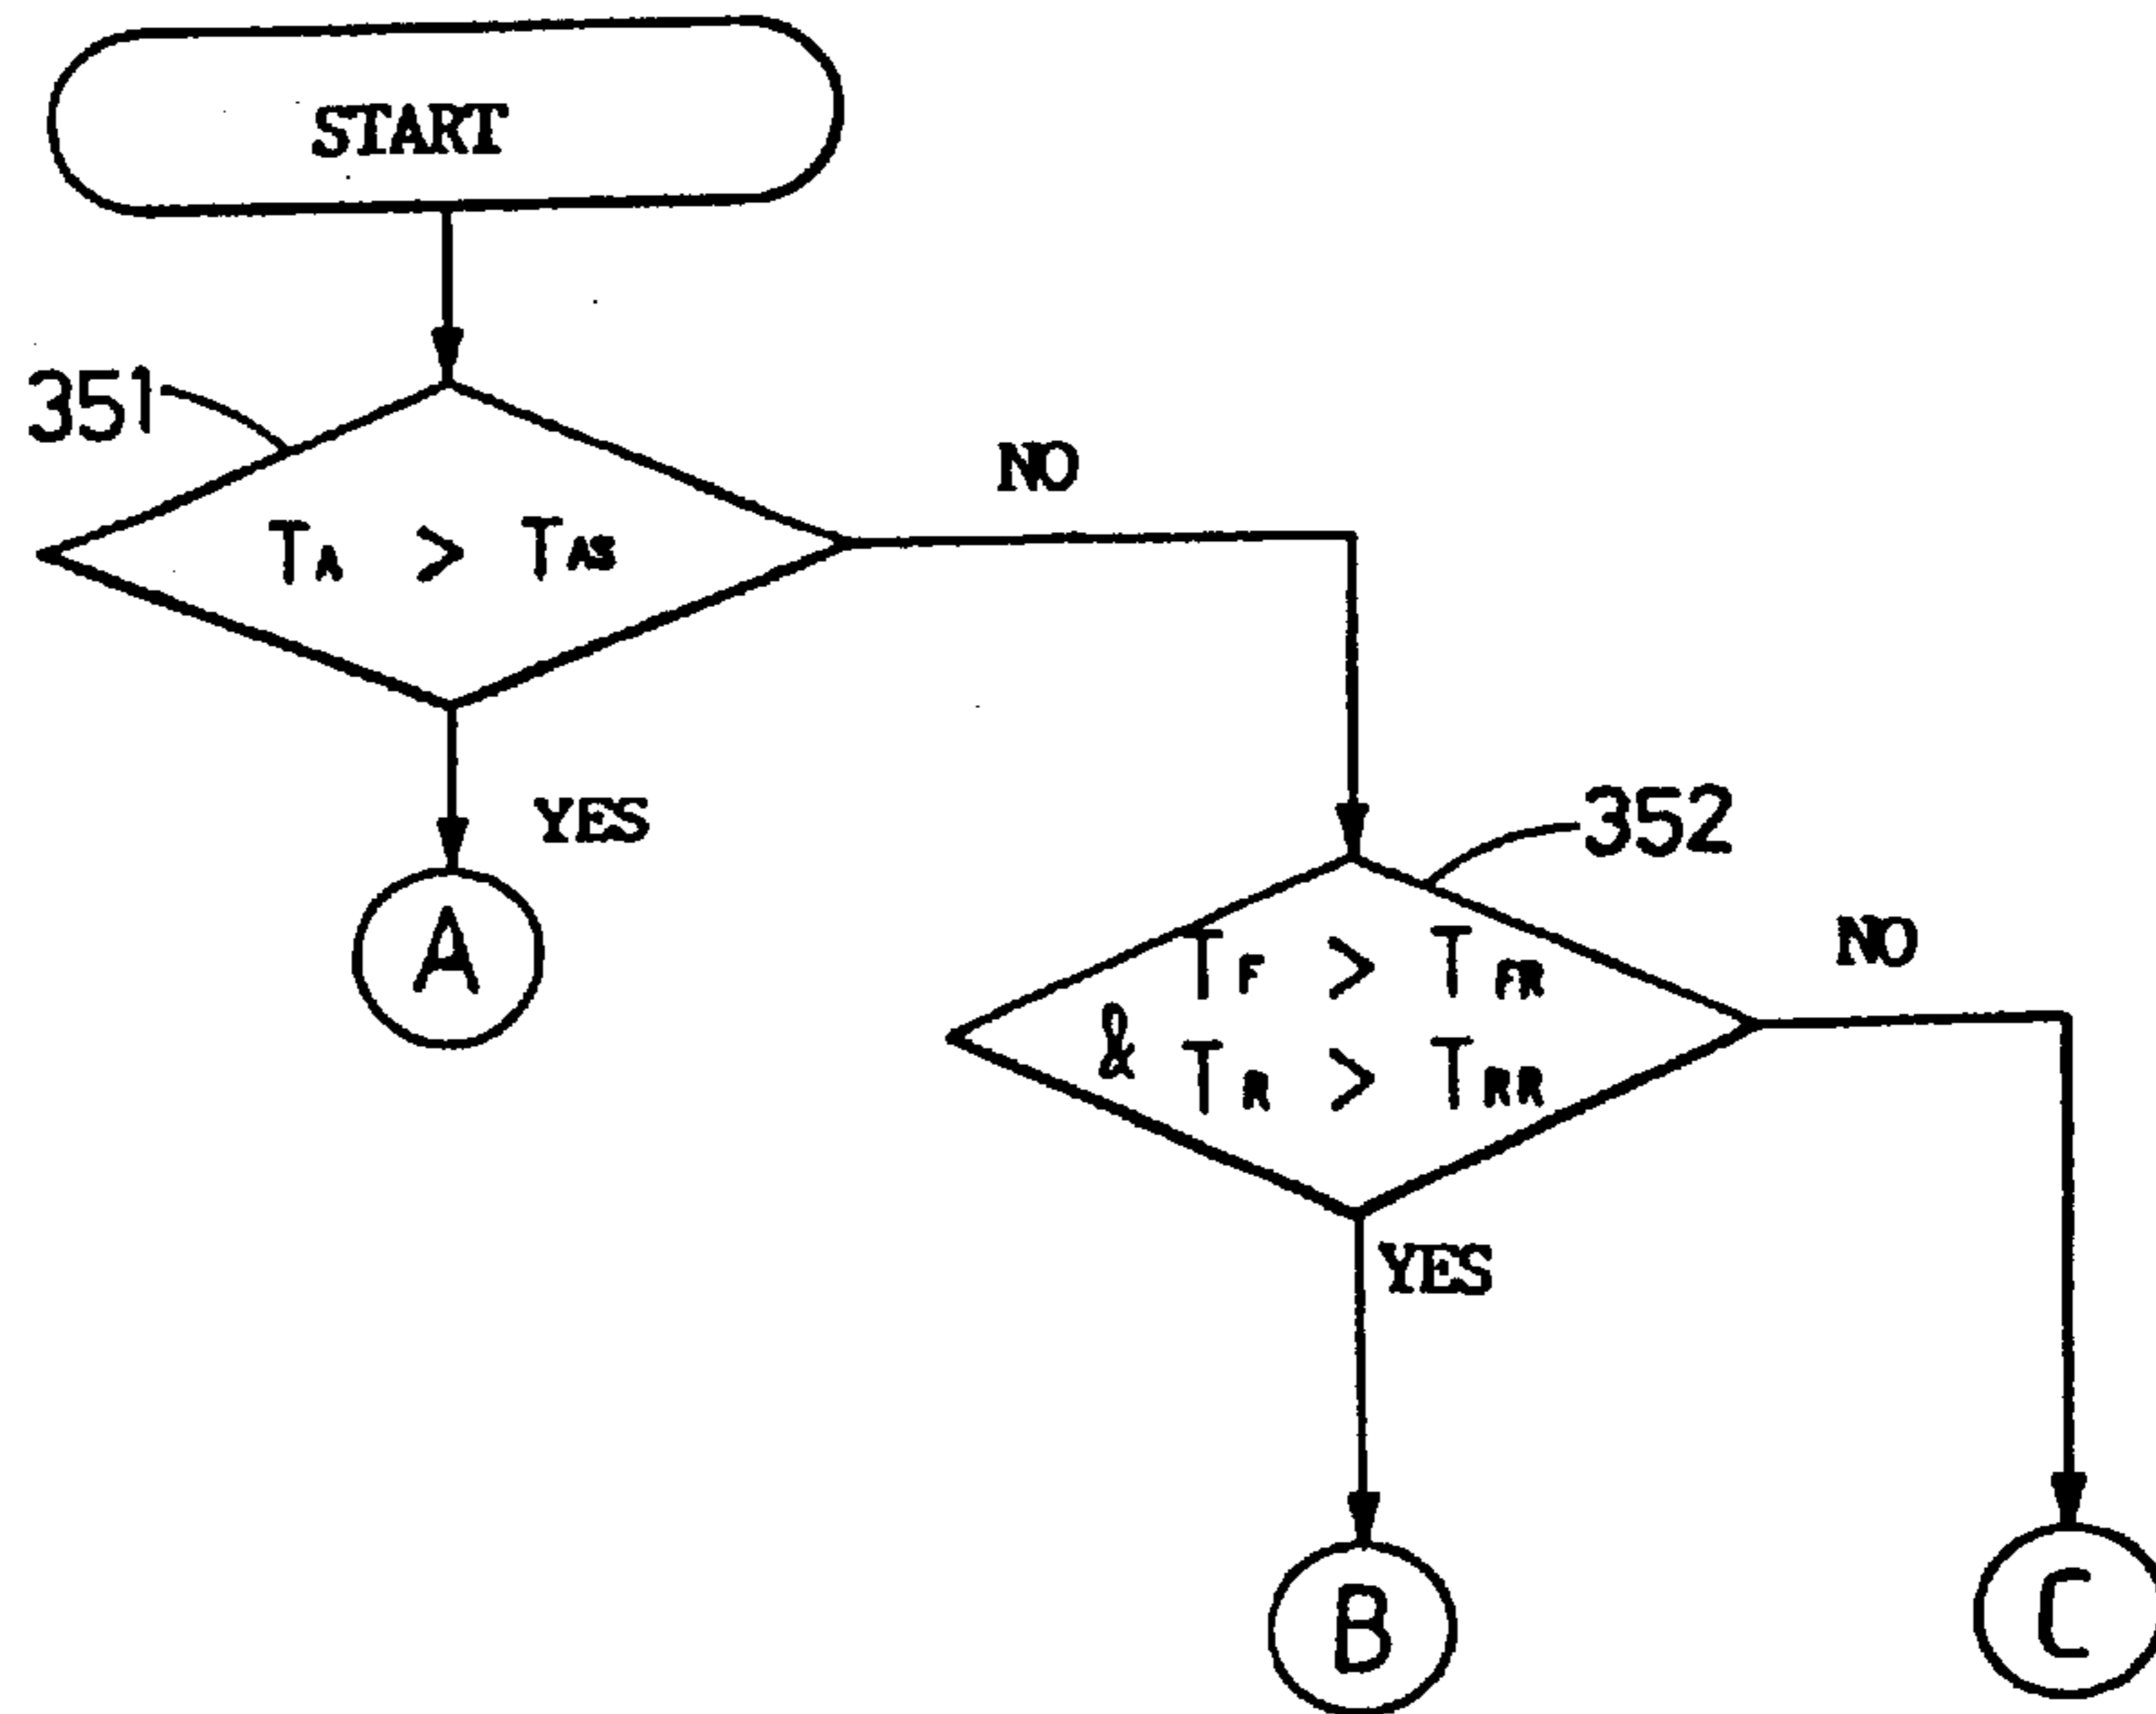 START
351
TA > TAS
NO
YES
A
352
TF > TFR
& TR > TRR
NO
YES
B
C